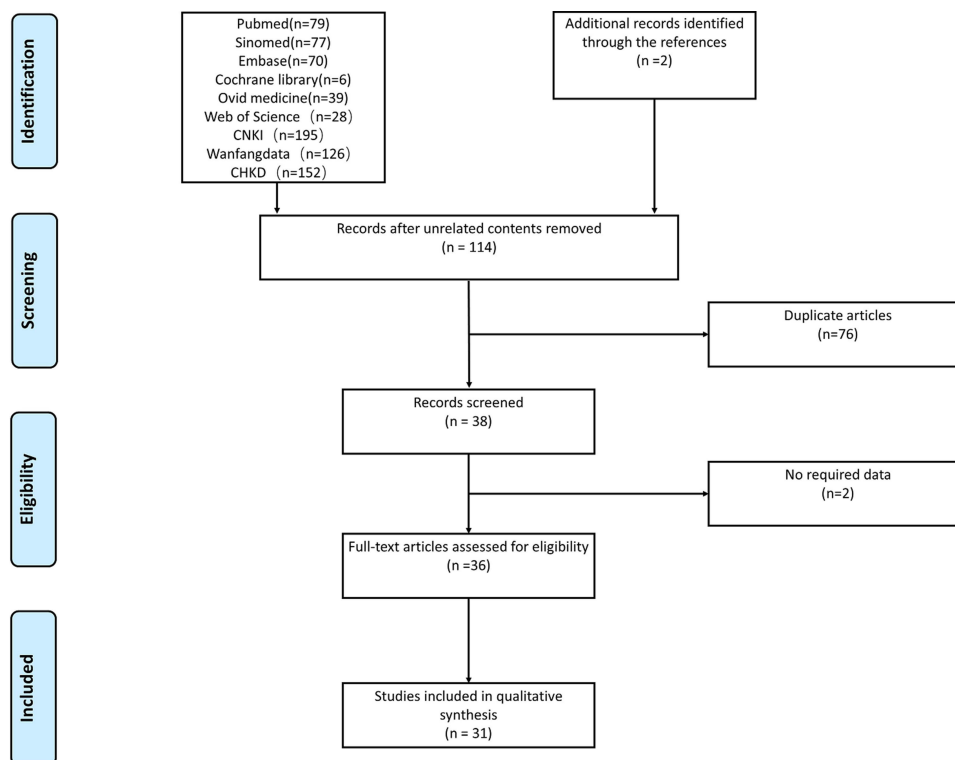 Identification
Pubmed(n=79)
Sinomed(n=77)
Embase(n=70)
Cochrane library(n=6)
Ovid medicine(n=39)
Web of Science（n=28）
CNKI（n=195）
Wanfangdata（n=126）
CHKD（n=152）
Additional records identified
through the references
(n =2)
Screening
Records after unrelated contents removed
(n = 114)
Duplicate articles
(n=76)
Records screened
(n = 38)
Eligibility
No required data
(n=2)
Full-text articles assessed for eligibility
(n =36)
Included
Studies included in qualitative
synthesis
(n = 31)